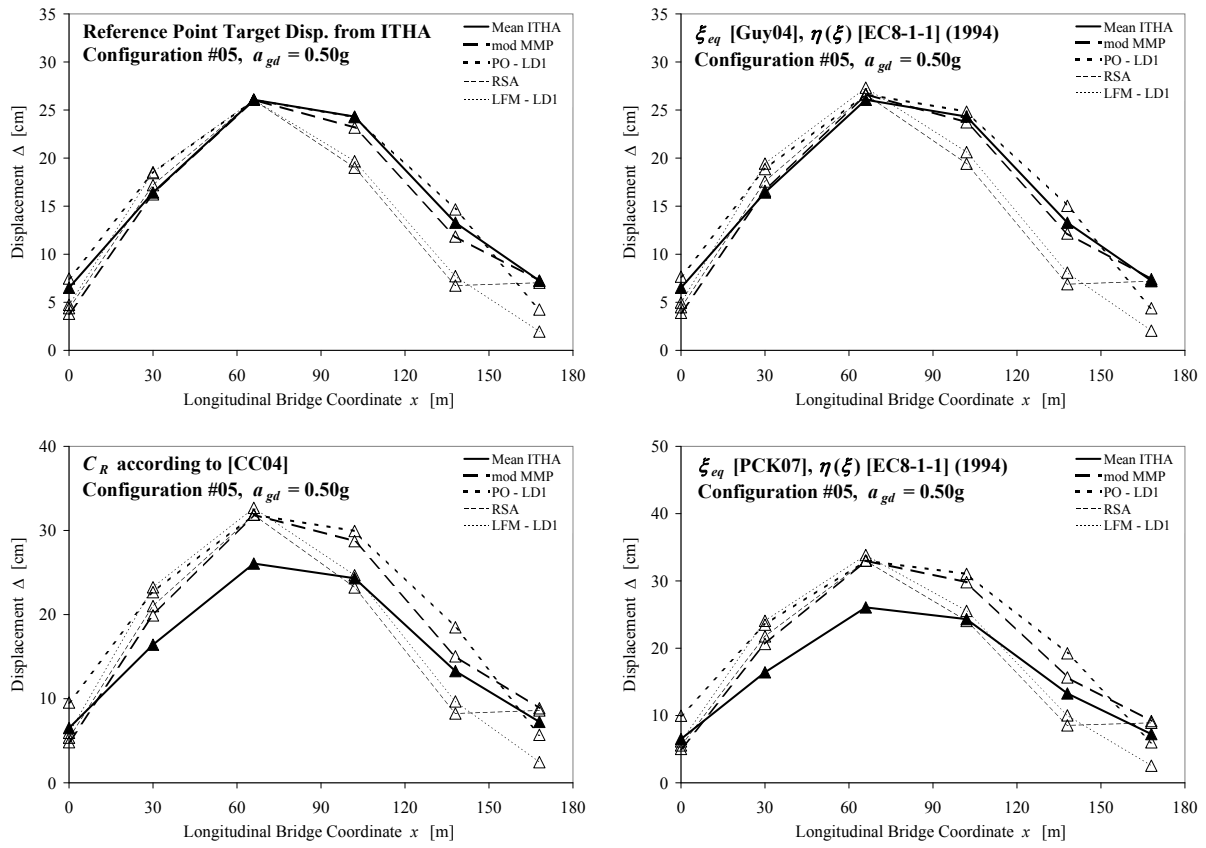 Reference Point Target Disp. from ITHA
Configuration #05, a gd = 0.50g
Mean ITHA
mod MMP
PO - LD1
RSA
LFM - LD1
35
30
25
20
15
10
5
0
Displacement Δ [cm]
0 30 60 90 120 150 180
Longitudinal Bridge Coordinate x [m]
ξ eq [Guy04], η(ξ) [EC8-1-1] (1994)
Configuration #05, a gd = 0.50g
Mean ITHA
mod MMP
PO - LD1
RSA
LFM - LD1
35
30
25
20
15
10
5
0
Displacement Δ [cm]
0 30 60 90 120 150 180
Longitudinal Bridge Coordinate x [m]
C R according to [CC04]
Configuration #05, a gd = 0.50g
Mean ITHA
mod MMP
PO - LD1
RSA
LFM - LD1
40
30
20
10
0
Displacement Δ [cm]
0 30 60 90 120 150 180
Longitudinal Bridge Coordinate x [m]
ξ eq [PCK07], η(ξ) [EC8-1-1] (1994)
Configuration #05, a gd = 0.50g
Mean ITHA
mod MMP
PO - LD1
RSA
LFM - LD1
50
40
30
20
10
0
Displacement Δ [cm]
0 30 60 90 120 150 180
Longitudinal Bridge Coordinate x [m]